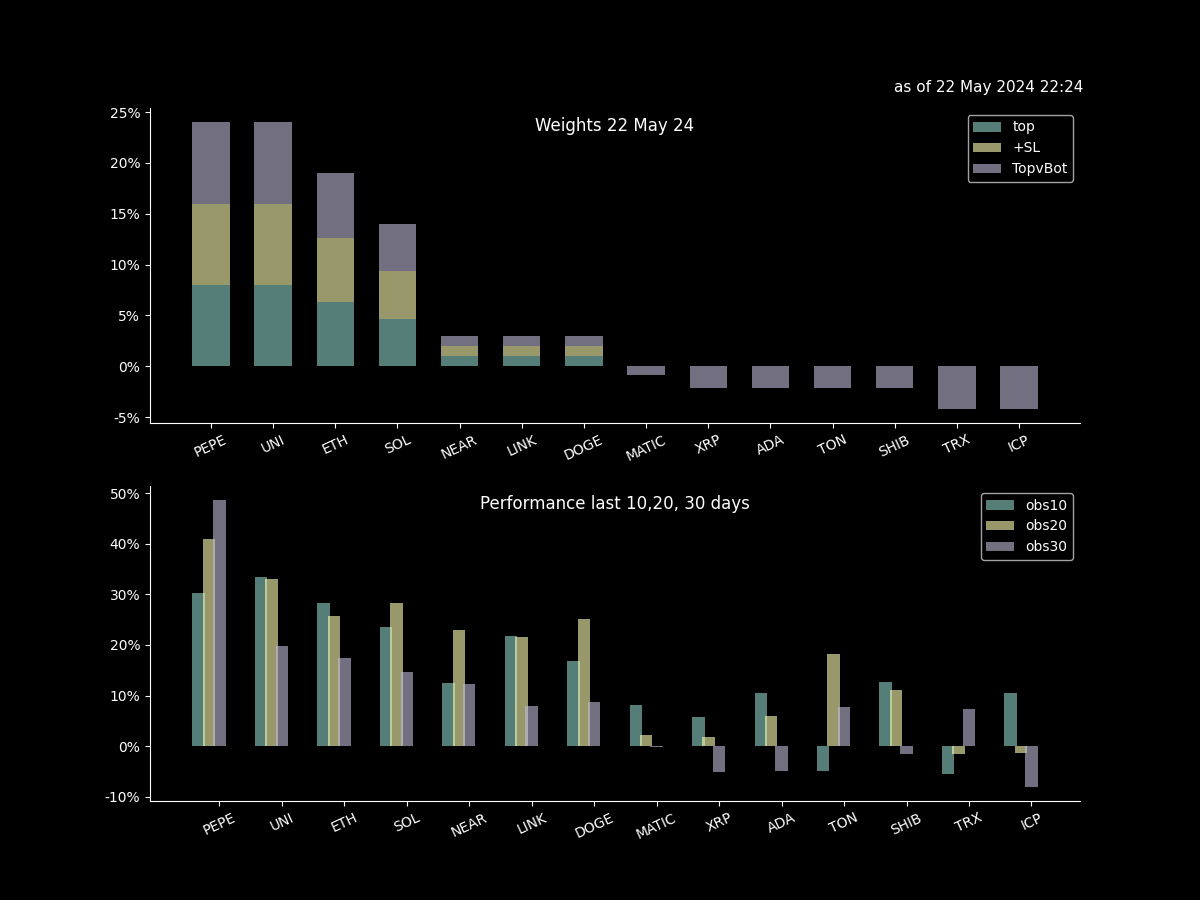 as of 22 May 2024 22:24
Weights 22 May 24
top
+SL
TopvBot
25%
20%
15%
10%
5%
0%
-5%
PEPE UNI ETH SOL NEAR LINK DOGE MATIC XRP ADA TON SHIB TRX ICP
Performance last 10,20, 30 days
obs10
obs20
obs30
50%
40%
30%
20%
10%
0%
-10%
PEPE UNI ETH SOL NEAR LINK DOGE MATIC XRP ADA TON SHIB TRX ICP